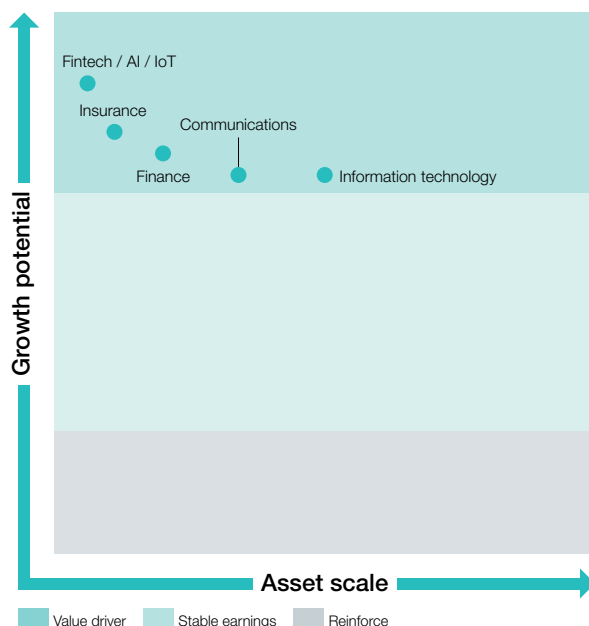 Fintech / AI / IoT
Insurance
Communications
Finance
Information technology
Growth potential
Asset scale
Value driver
Stable earnings
Reinforce